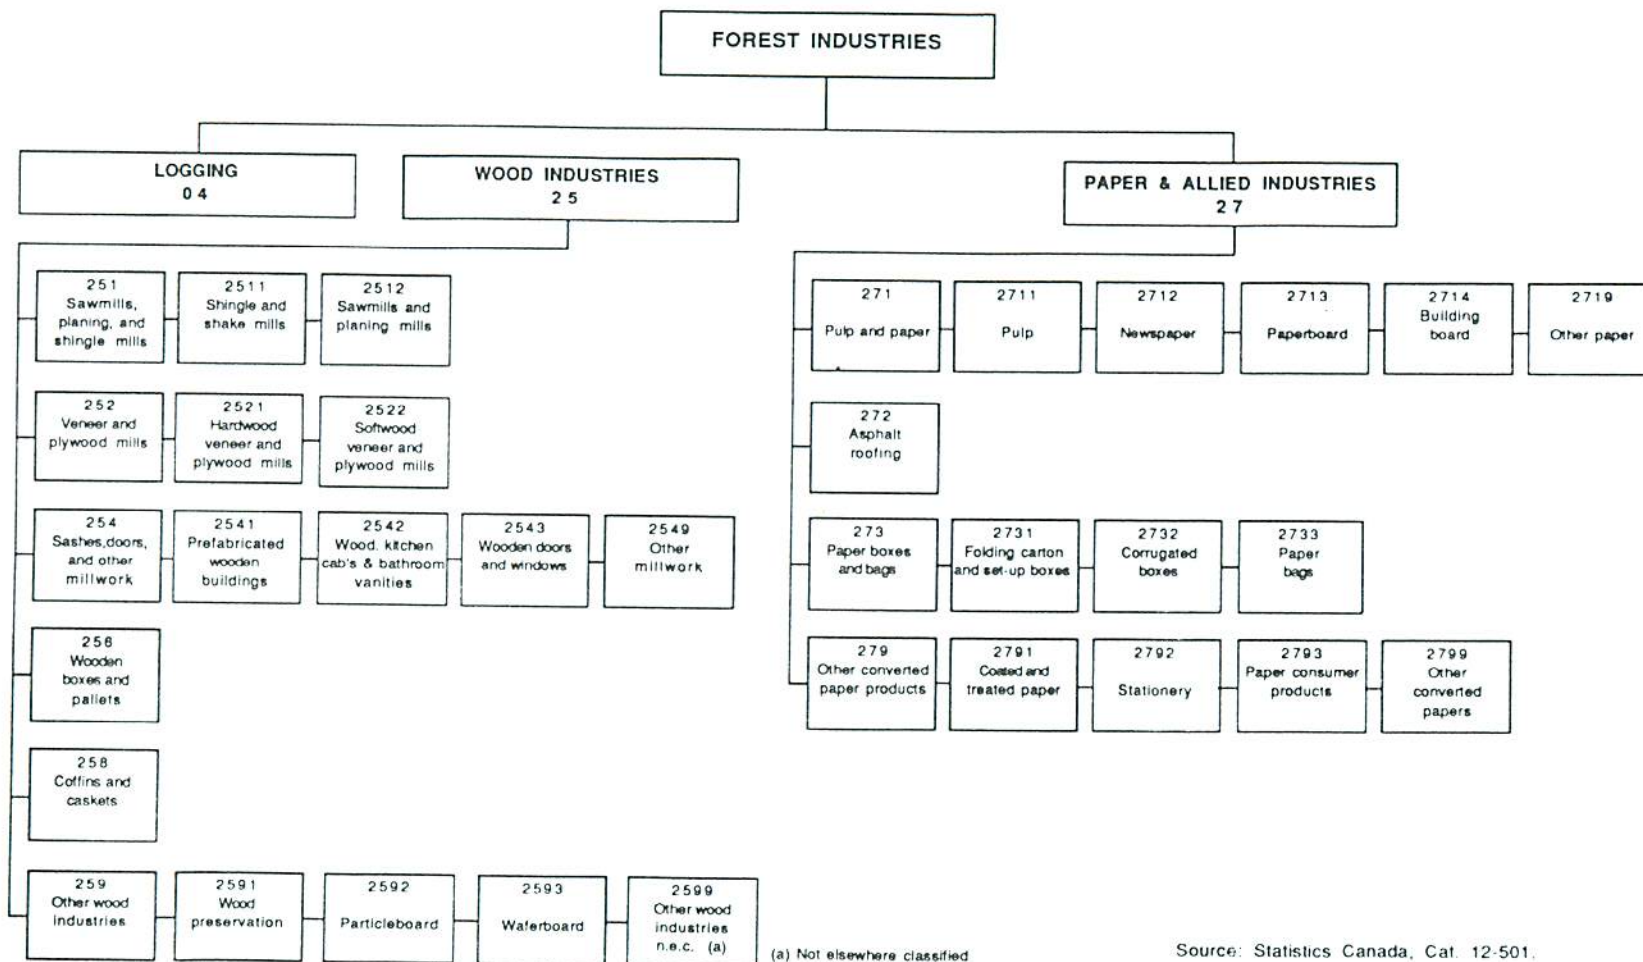 FOREST INDUSTRIES
LOGGING
04
WOOD INDUSTRIES
25
PAPER & ALLIED INDUSTRIES
27
251
Sawmills,
planing, and
shingle mills
2511
Shingle and
shake mills
2512
Sawmills and
planing mills
252
Veneer and
plywood mills
2521
Hardwood
veneer and
plywood mills
2522
Softwood
veneer and
plywood mills
254
Sashes,doors,
and other
millwork
2541
Prefabricated
wooden
buildings
2542
Wood. kitchen
cab's & bathroom
vanities
2543
Wooden doors
and windows
2549
Other
millwork
256
Wooden
boxes and
pallets
258
Coffins and
caskets
259
Other wood
industries
2591
Wood
preservation
2592
Particleboard
2593
Waferboard
2599
Other wood
industries
n.e.c. (a)
(a) Not elsewhere classified
271
Pulp and paper
2711
Pulp
2712
Newspaper
2713
Paperboard
2714
Building
board
2719
Other paper
272
Asphalt
roofing
273
Paper boxes
and bags
2731
Folding carton
and set-up boxes
2732
Corrugated
boxes
2733
Paper
bags
279
Other converted
paper products
2791
Coated and
treated paper
2792
Stationery
2793
Paper consumer
products
2799
Other
converted
papers
Source: Statistics Canada, Cat. 12-501.